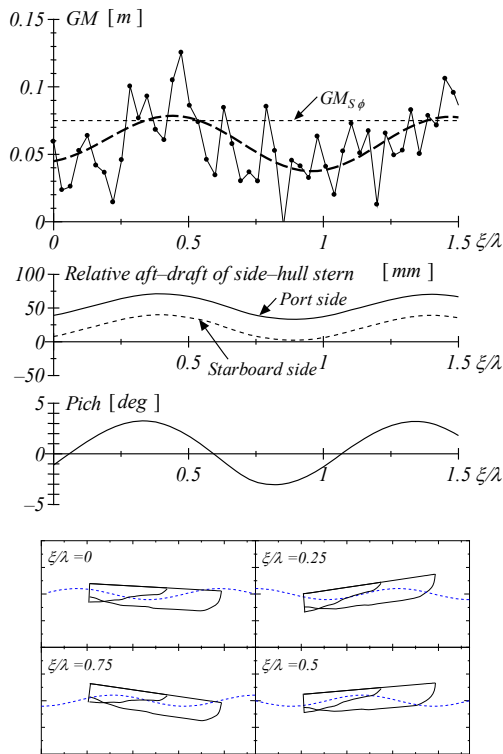 GM [m]
0.15
0.1
0.05
0
GM_Sϕ
0 0.5 1 1.5
ξ/λ
Relative aft–draft of side–hull stern [mm]
100
50
0
–50
Port side
Starboard side
0.5 1 1.5
ξ/λ
Pich [deg]
5
0
–5
0.5 1 1.5
ξ/λ
ξ/λ=0
ξ/λ=0.25
ξ/λ=0.75
ξ/λ=0.5